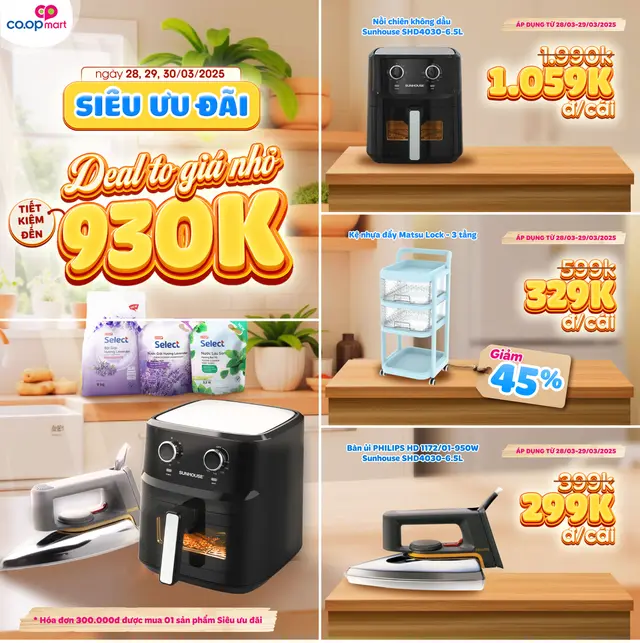 co.opmart
ngày 28, 29, 30/03/2025
SIÊU ƯU ĐÃI
Deal to giá nhỏ
TIẾT
KIỆM
ĐẾN
930K
Select
Select
Select
SUNHOUSE
* Hóa đơn 300.000đ được mua 01 sản phẩm Siêu ưu đãi
Nồi chiên không dầu
Sunhouse SHD4030-6.5L
ÁP DỤNG TỪ 28/03-29/03/2025
1.990k
1.059K
đ/cái
SUNHOUSE
Kệ nhựa đẩy Matsu Lock - 3 tầng
ÁP DỤNG TỪ 28/03-29/03/2025
599k
329K
đ/cái
Giảm
45%
Bàn ủi PHILIPS HD 1172/01-950W
Sunhouse SHD4030-6.5L
ÁP DỤNG TỪ 28/03-29/03/2025
399k
299K
đ/cái